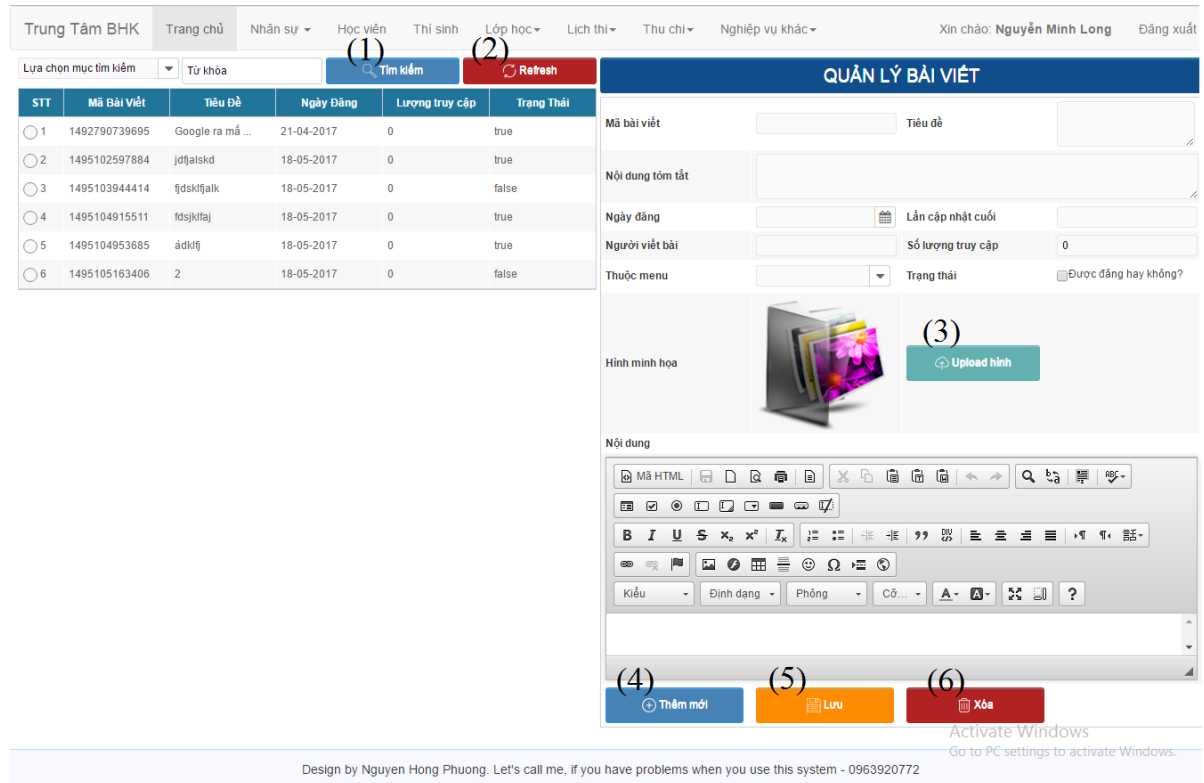 Trung Tâm BHK Trang chủ Nhân sự Học viên Thí sinh Lớp học Lịch thi Thu chi Nghiệp vụ khác Xin chào: Nguyễn Minh Long Đăng xuất
(1) (2)
Lựa chọn mục tìm kiếm Từ khóa Tìm kiếm Refresh
QUẢN LÝ BÀI VIẾT
STT Mã Bài Viết Tiêu Đề Ngày Đăng Lượng truy cập Trạng Thái
1 1492790739695 Google ra mắ ... 21-04-2017 0 true
2 1495102597884 jdfjalskd 18-05-2017 0 true
3 1495103944414 fjdsklfjalk 18-05-2017 0 false
4 1495104915511 fdsjklfaj 18-05-2017 0 true
5 1495104953685 ádklfj 18-05-2017 0 true
6 1495105163406 2 18-05-2017 0 false
Mã bài viết Tiêu đề
Nội dung tóm tắt
Ngày đăng Lần cập nhật cuối
Người viết bài Số lượng truy cập 0
Thuộc menu Trạng thái Được đăng hay không?
(3)
Hình minh họa Upload hình
Nội dung
Mã HTML
Kiểu Định dạng Phông Cỡ...
(4) (5) (6)
Thêm mới Lưu Xóa
Activate Windows
Go to PC settings to activate Windows.
Design by Nguyen Hong Phuong. Let's call me, if you have problems when you use this system - 0963920772